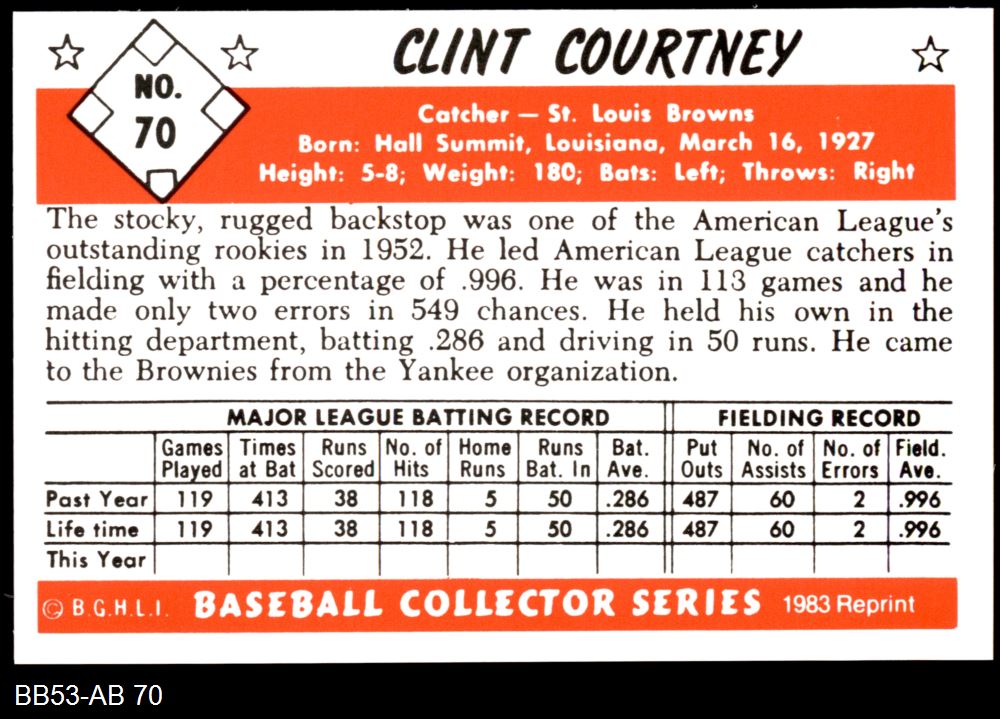 CLINT COURTNEY
NO.
70
Catcher — St. Louis Browns
Born: Hall Summit, Louisiana, March 16, 1927
Height: 5-8; Weight: 180; Bats: Left; Throws: Right
The stocky, rugged backstop was one of the American League's
outstanding rookies in 1952. He led American League catchers in
fielding with a percentage of .996. He was in 113 games and he
made only two errors in 549 chances. He held his own in the
hitting department, batting .286 and driving in 50 runs. He came
to the Brownies from the Yankee organization.
MAJOR LEAGUE BATTING RECORD FIELDING RECORD
Games Times Runs No. of Home Runs Bat. Put No. of No. of Field.
Played at Bat Scored Hits Runs Bat. In Ave. Outs Assists Errors Ave.
Past Year 119 413 38 118 5 50 .286 487 60 2 .996
Life time 119 413 38 118 5 50 .286 487 60 2 .996
This Year
© B.G.H.L.I. BASEBALL COLLECTOR SERIES 1983 Reprint
BB53-AB 70